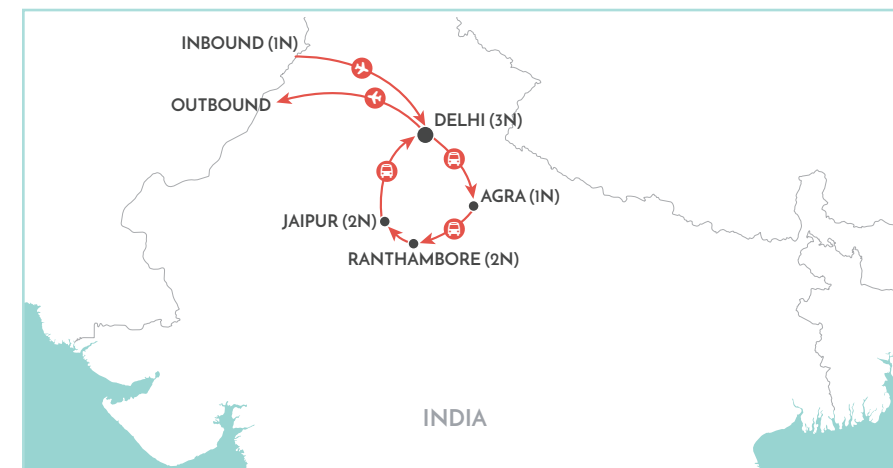 INBOUND (1N)
OUTBOUND
DELHI (3N)
AGRA (1N)
JAIPUR (2N)
RANTHAMBORE (2N)
INDIA